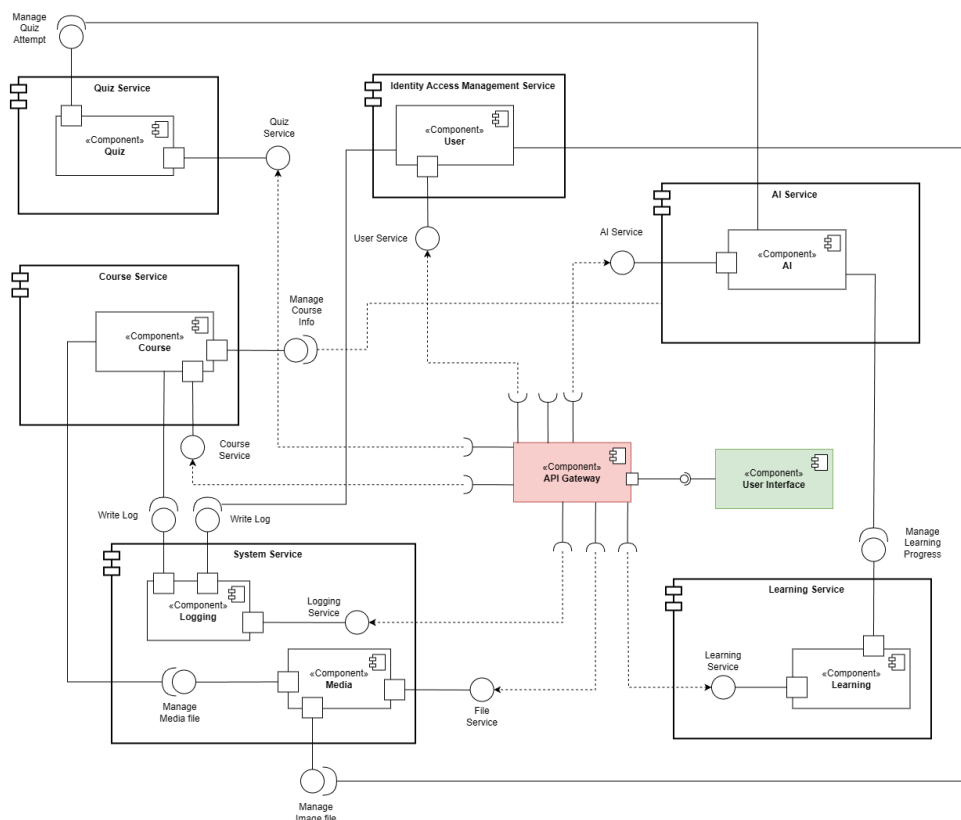 Manage
Quiz
Attempt
Quiz Service
«Component»
Quiz
Quiz
Service
Identity Access Management Service
«Component»
User
User Service
AI Service
AI Service
«Component»
AI
Course Service
«Component»
Course
Manage
Course
Info
Course
Service
«Component»
API Gateway
«Component»
User Interface
Write Log
Write Log
System Service
«Component»
Logging
Logging
Service
«Component»
Media
Manage
Media file
File
Service
Manage
Image file
Manage
Learning
Progress
Learning Service
Learning
Service
«Component»
Learning